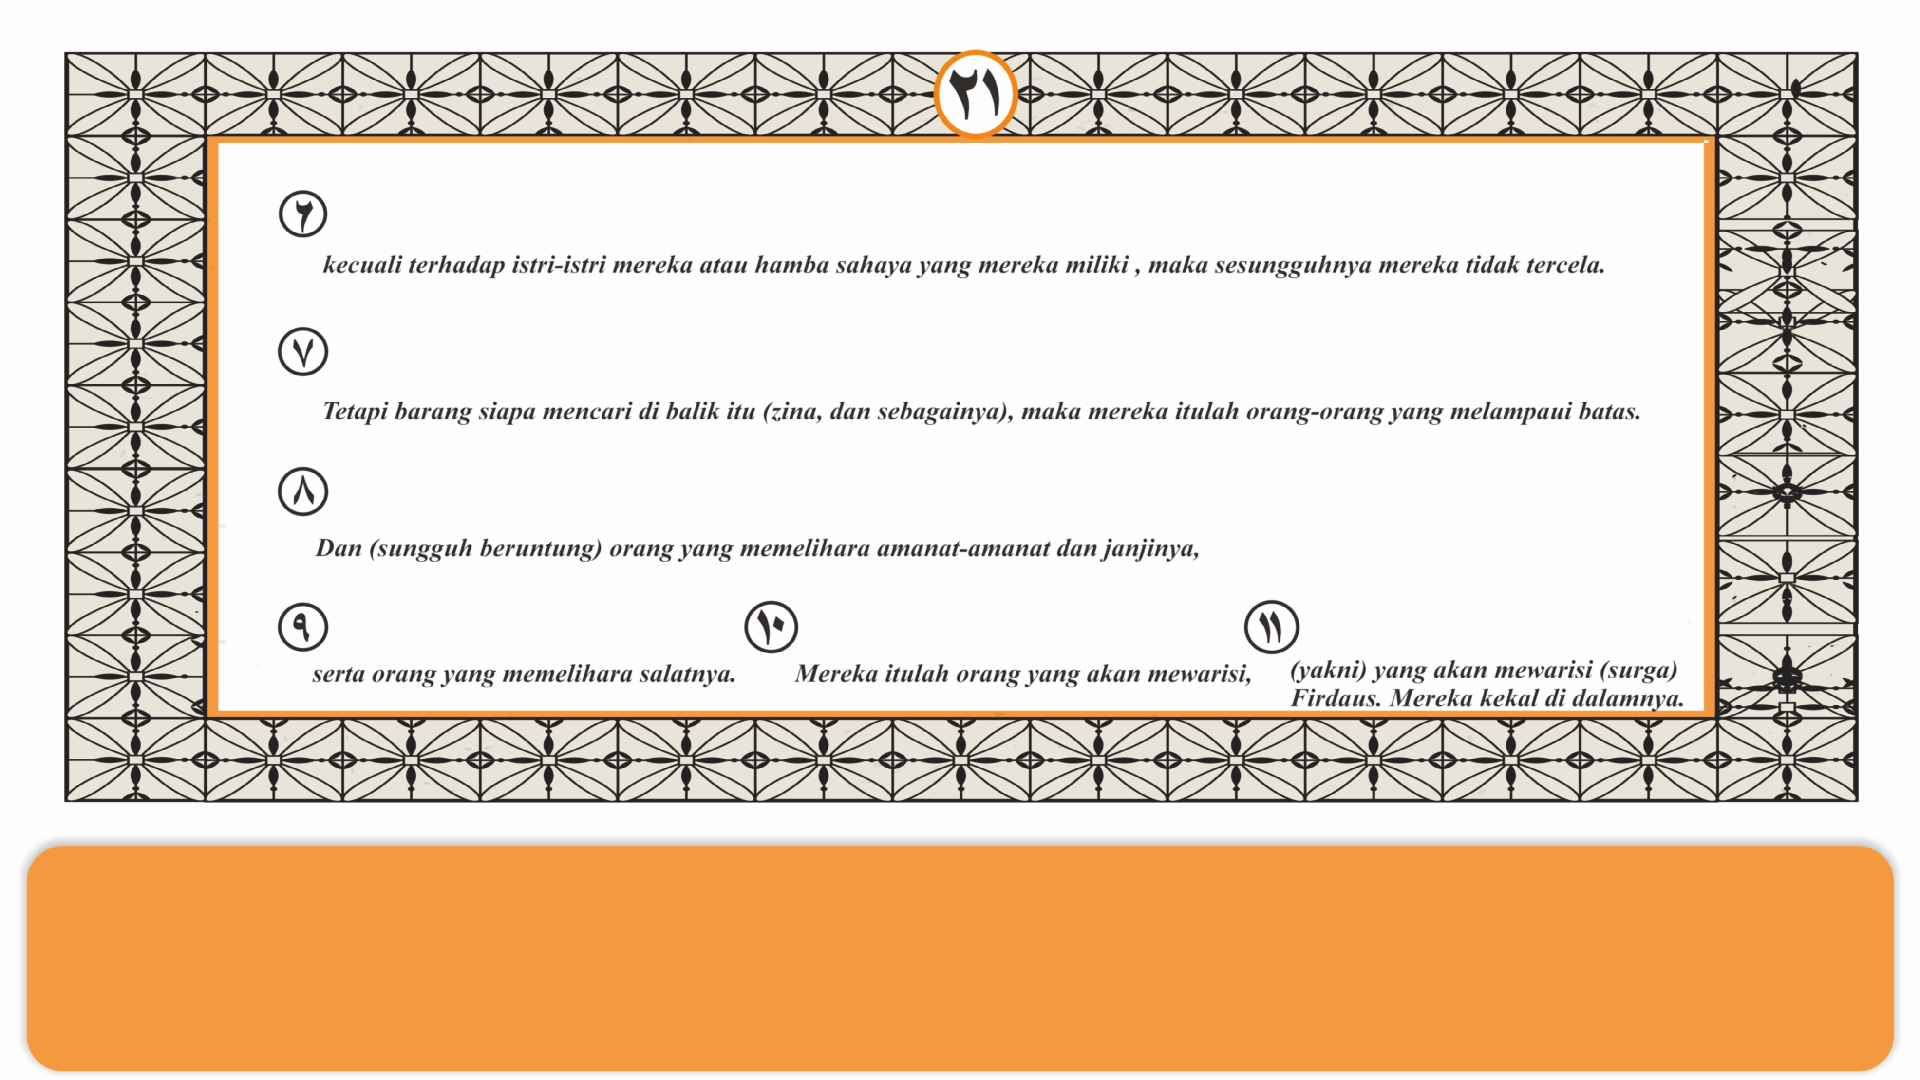 ٢١
٦
kecuali terhadap istri-istri mereka atau hamba sahaya yang mereka miliki , maka sesungguhnya mereka tidak tercela.
٧
Tetapi barang siapa mencari di balik itu (zina, dan sebagainya), maka mereka itulah orang-orang yang melampaui batas.
٨
Dan (sungguh beruntung) orang yang memelihara amanat-amanat dan janjinya,
٩
serta orang yang memelihara salatnya.
١٠
Mereka itulah orang yang akan mewarisi,
١١
(yakni) yang akan mewarisi (surga)
Firdaus. Mereka kekal di dalamnya.